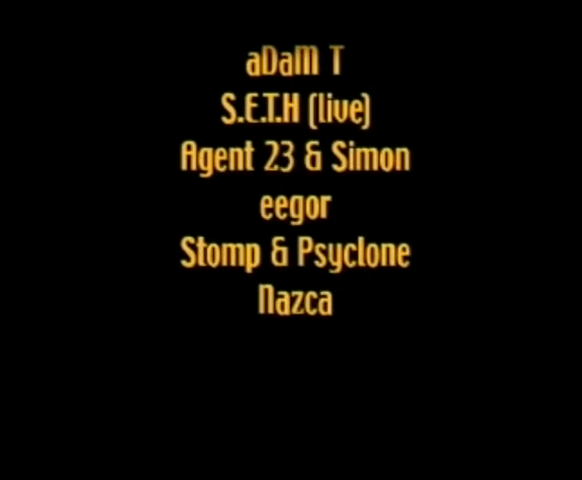 aDaM T
S.E.T.H (live)
Agent 23 & Simon
eegor
Stomp & Psyclone
Nazca